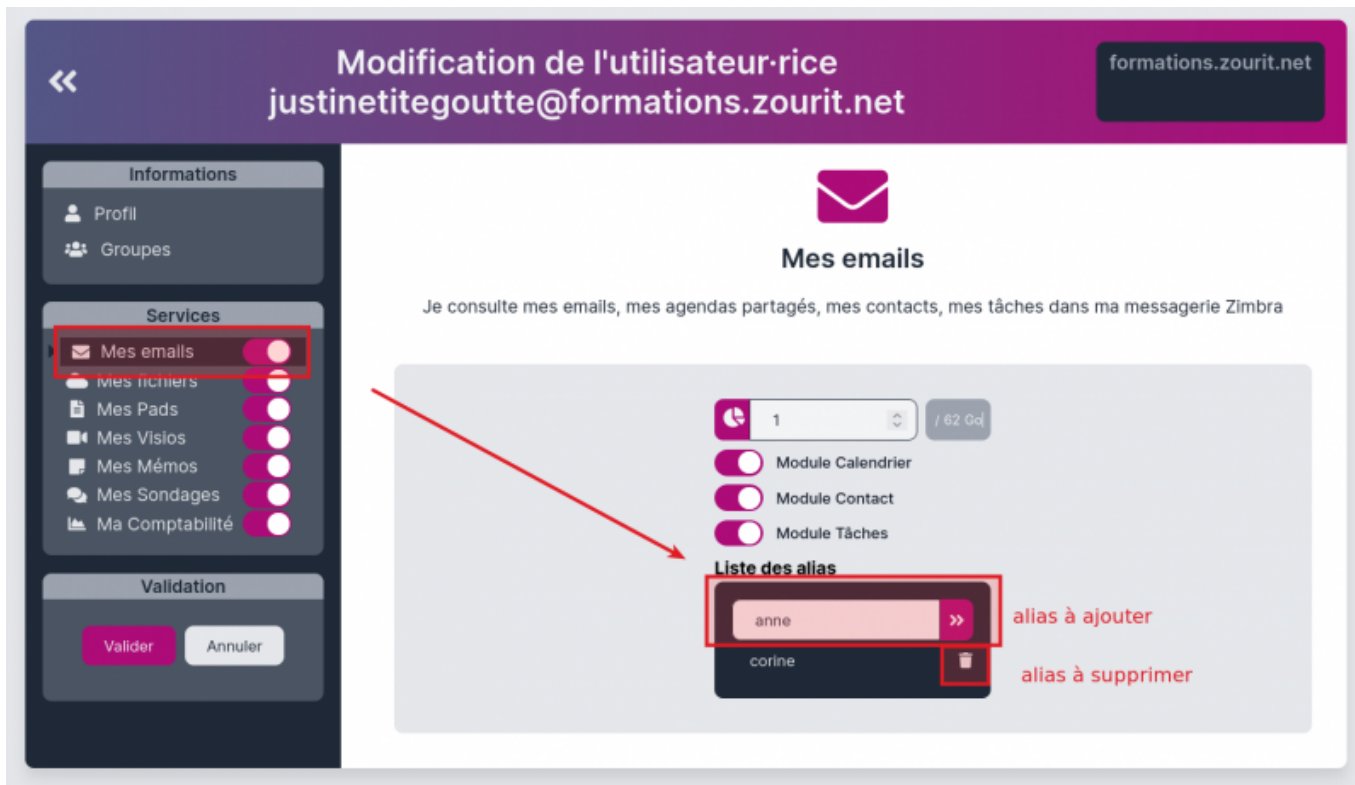 Modification de l'utilisateur·rice
justinetitegoutte@formations.zourit.net
formations.zourit.net
Informations
Profil
Groupes
Services
Mes emails
Mes fichiers
Mes Pads
Mes Visios
Mes Mémos
Mes Sondages
Ma Comptabilité
Validation
Valider
Annuler
Mes emails
Je consulte mes emails, mes agendas partagés, mes contacts, mes tâches dans ma messagerie Zimbra
1
/ 62 Go
Module Calendrier
Module Contact
Module Tâches
Liste des alias
anne
alias à ajouter
corine
alias à supprimer